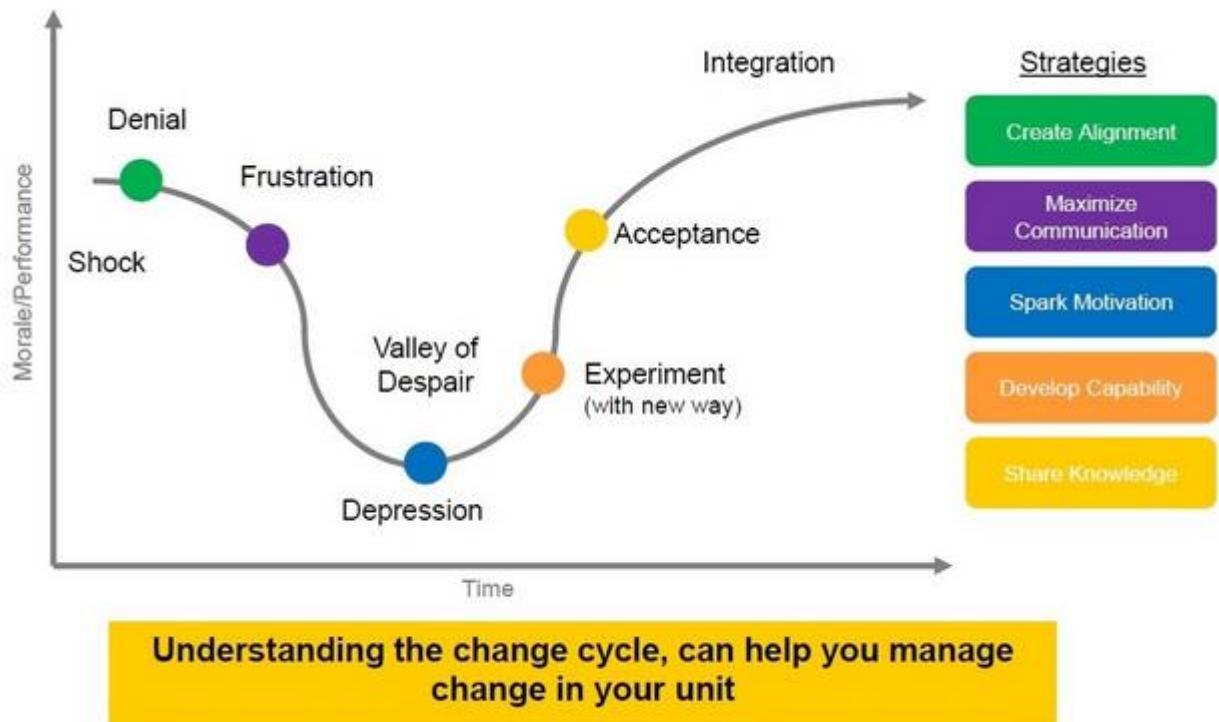 Morale/Performance
Denial
Shock
Frustration
Valley of
Despair
Depression
Experiment
(with new way)
Acceptance
Integration
Time
Strategies
Create Alignment
Maximize
Communication
Spark Motivation
Develop Capability
Share Knowledge
Understanding the change cycle, can help you manage
change in your unit